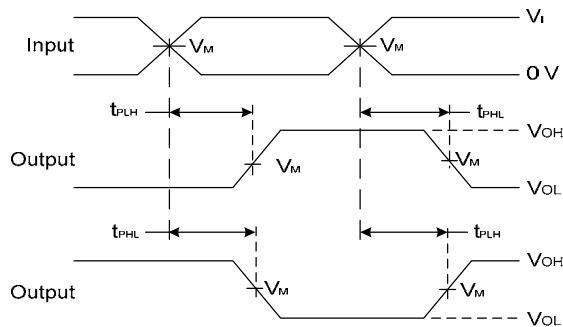 VI
Input VM VM
0 V
tPLH tPHL
VOH
Output VM VM
VOL
tPHL tPLH
VOH
Output VM VM
VOL